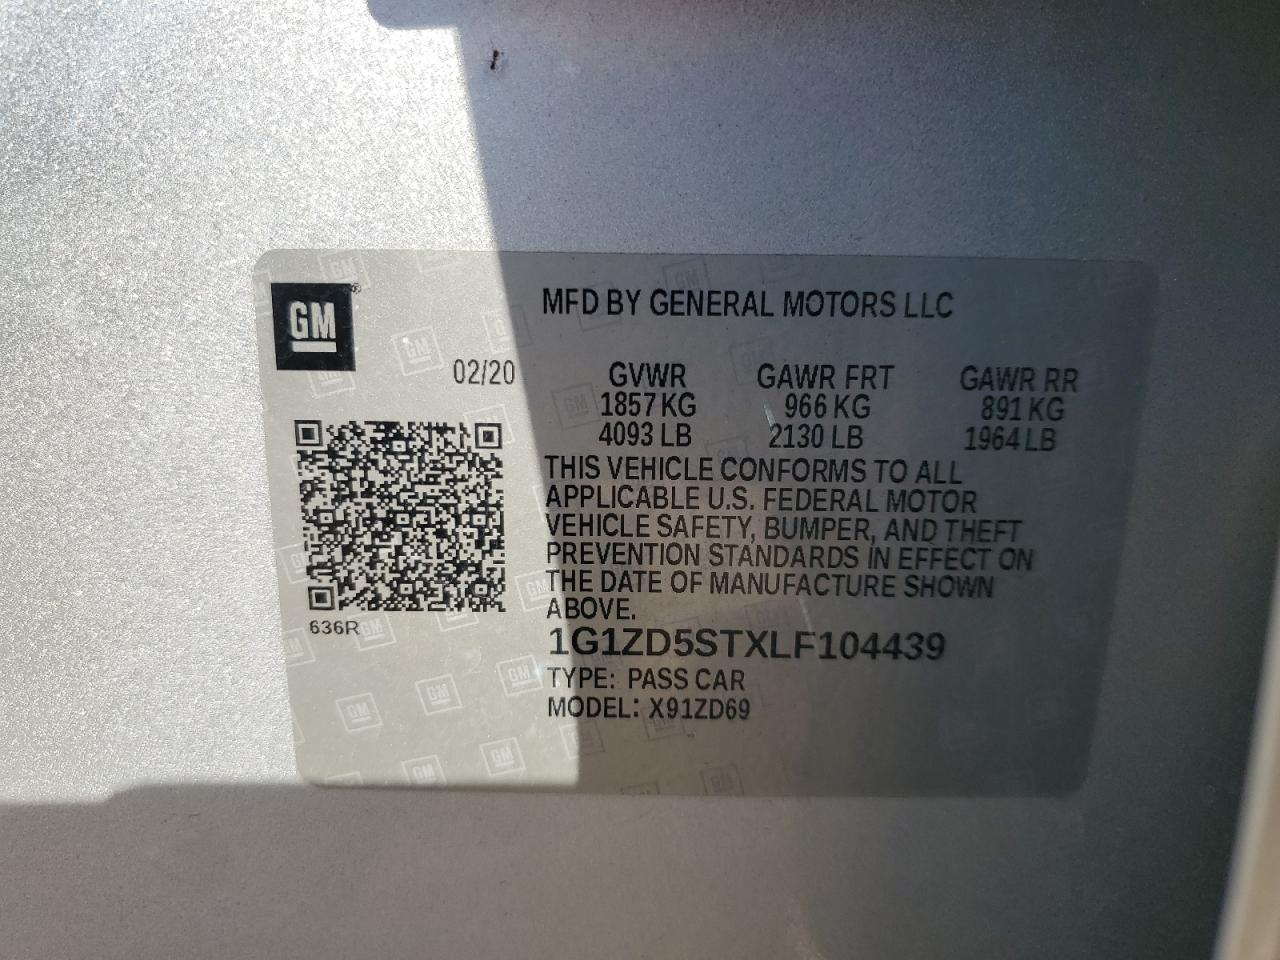 GM®
MFD BY GENERAL MOTORS LLC
02/20
GVWR GAWR FRT GAWR RR
1857 KG 966 KG 891 KG
4093 LB 2130 LB 1964 LB
THIS VEHICLE CONFORMS TO ALL
APPLICABLE U.S. FEDERAL MOTOR
VEHICLE SAFETY, BUMPER, AND THEFT
PREVENTION STANDARDS IN EFFECT ON
THE DATE OF MANUFACTURE SHOWN
ABOVE.
636R
1G1ZD5STXLF104439
TYPE: PASS CAR
MODEL: X91ZD69